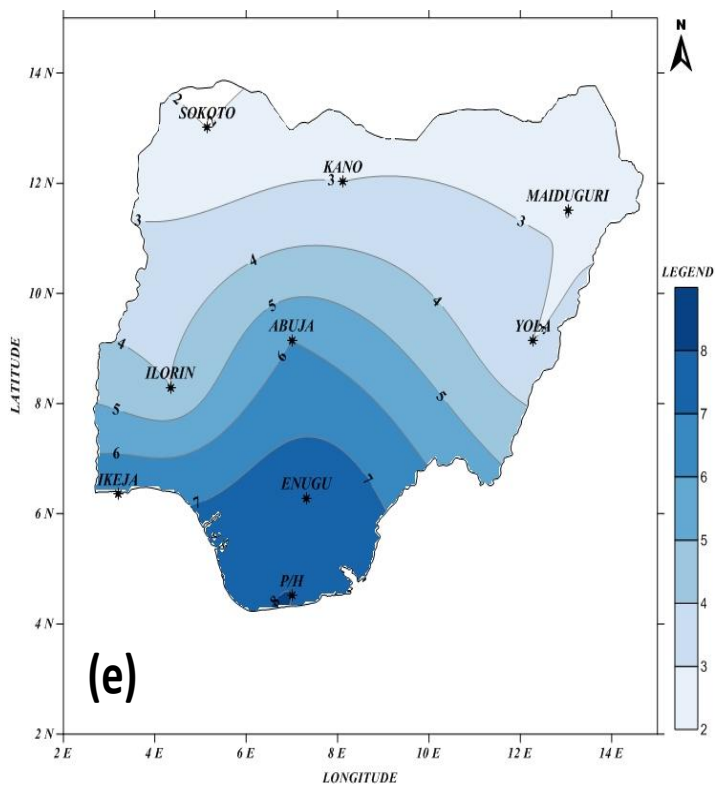 N
14 N
2
SOKOTO
KANO
3
12 N
MAIDUGURI
3
3
4
LEGEND
10 N
5
4
ABUJA
YOLA
8
4
6
ILORIN
7
8 N
5
5
6
6
IKEJA
7
ENUGU
7
5
6 N
P/H
8
4
4 N
3
(e)
2 N
2
2 E
4 E
6 E
8 E
10 E
12 E
14 E
LATITUDE
LONGITUDE